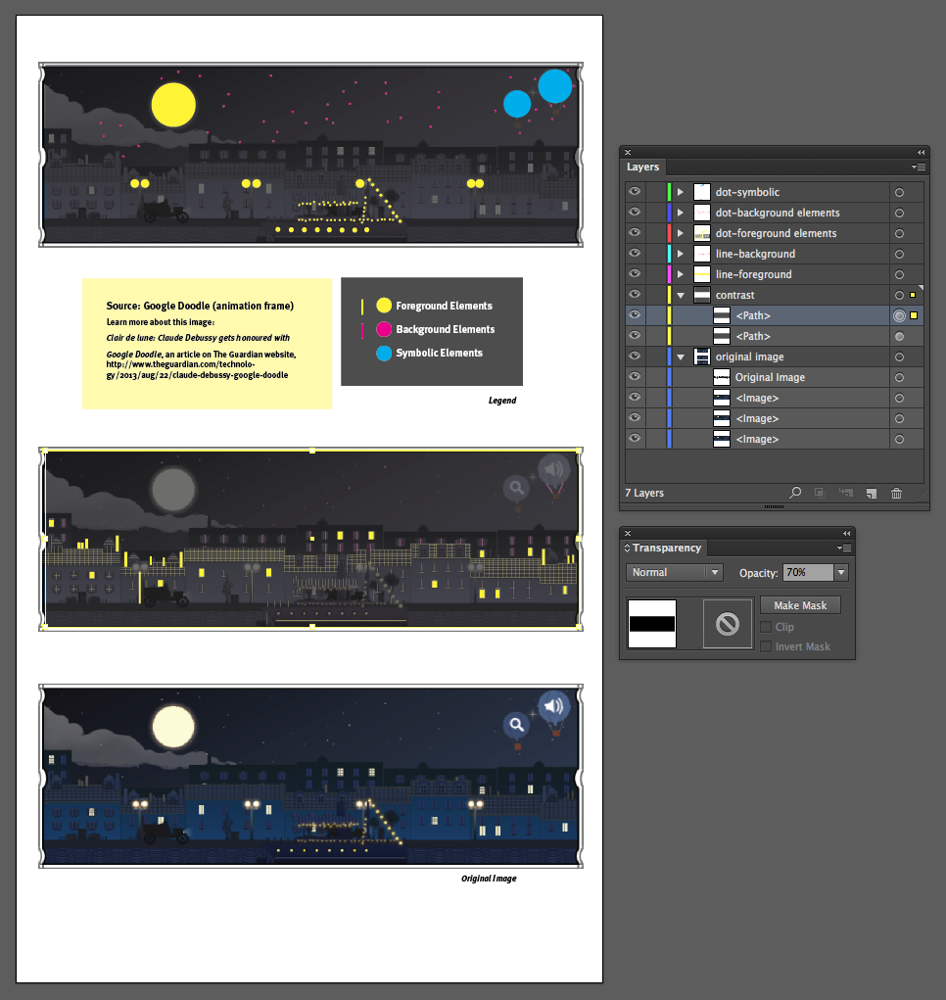 Source: Google Doodle (animation frame)
Learn more about this image:
Clair de lune: Claude Debussy gets honoured with
Google Doodle, an article on The Guardian website,
http://www.theguardian.com/technolo-
gy/2013/aug/22/claude-debussy-google-doodle
Foreground Elements
Background Elements
Symbolic Elements
Legend
Original Image
Layers
dot-symbolic
dot-background elements
dot-foreground elements
line-background
line-foreground
contrast
<Path>
<Path>
original image
Original Image
<Image>
<Image>
<Image>
7 Layers
Transparency
Normal
Opacity: 70%
Make Mask
Clip
Invert Mask